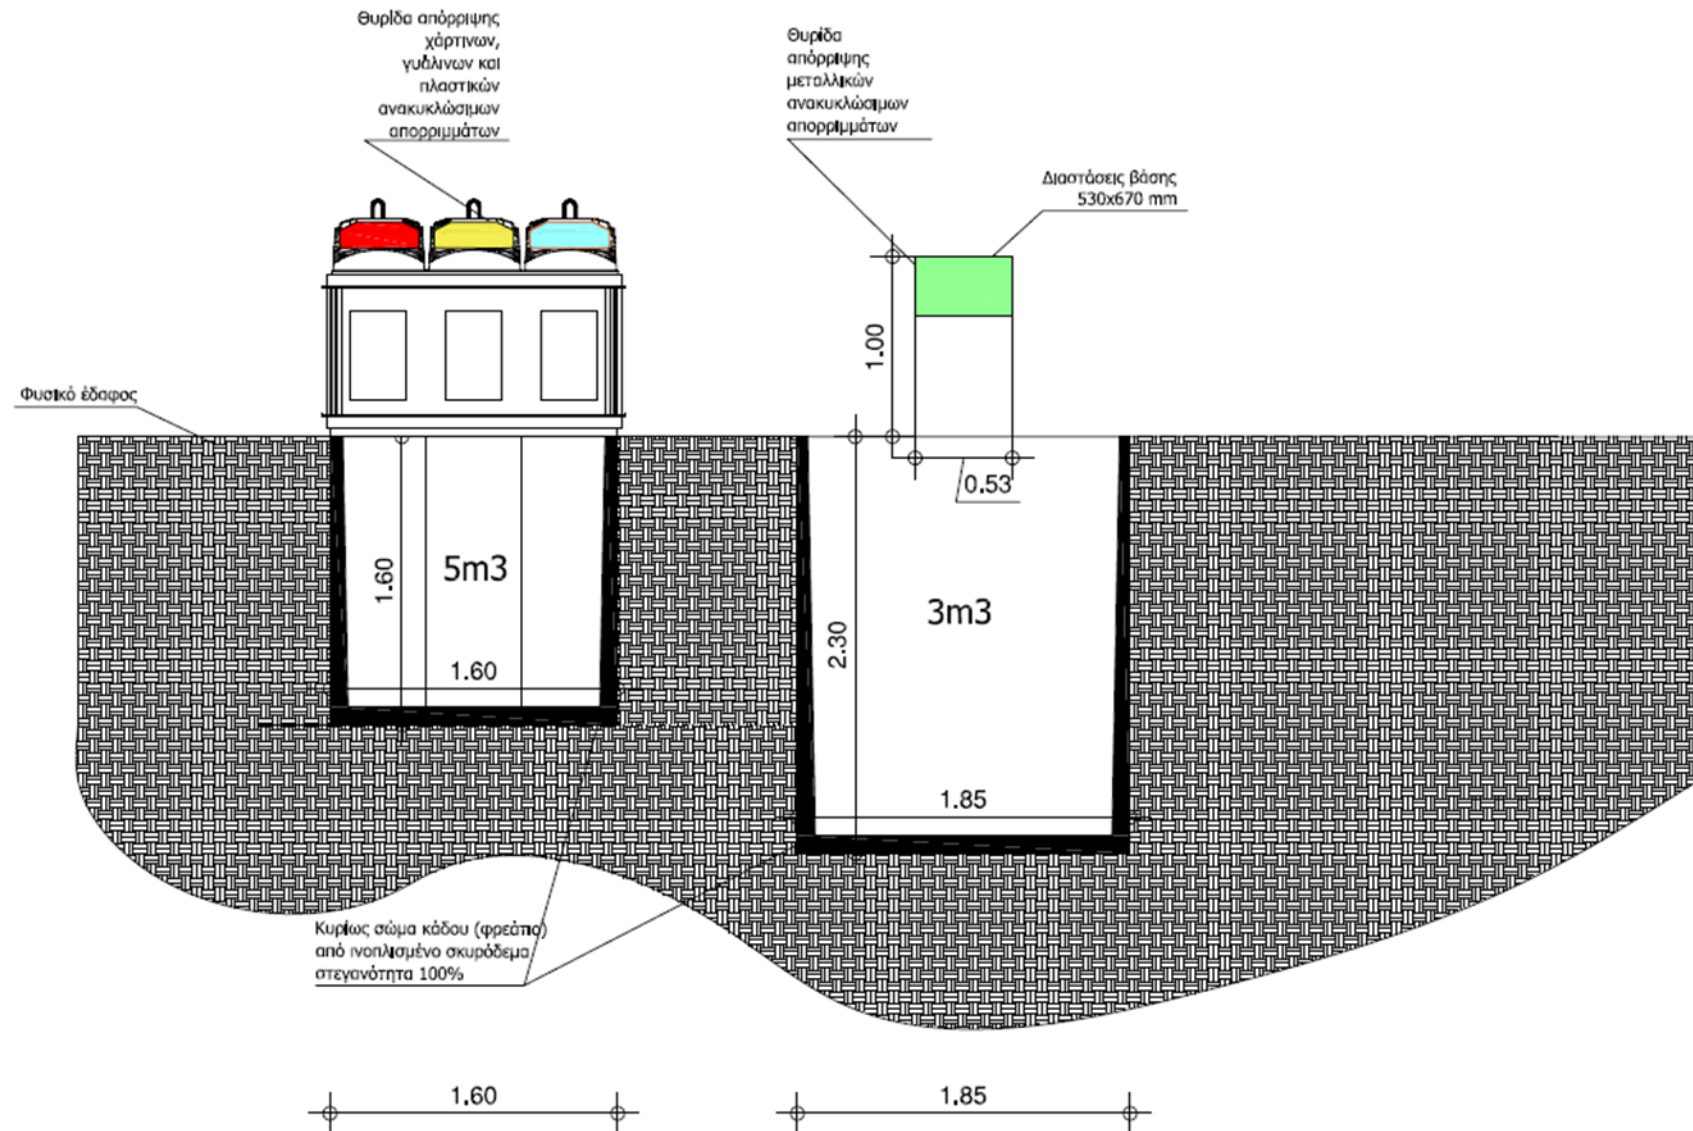 Θυρίδα απόρριψης
χάρτινων,
γυάλινων και
πλαστικών
ανακυκλώσιμων
απορριμμάτων
Θυρίδα
απόρριψης
μεταλλικών
ανακυκλώσιμων
απορριμμάτων
Διαστάσεις βάσης
530x670 mm
1.00
Φυσικό έδαφος
0.53
1.60
5m3
2.30
3m3
1.60
1.85
Κυρίως σώμα κάδου (φρεάτιο)
από ινοπλισμένο σκυρόδεμα
στεγανότητα 100%
1.60
1.85